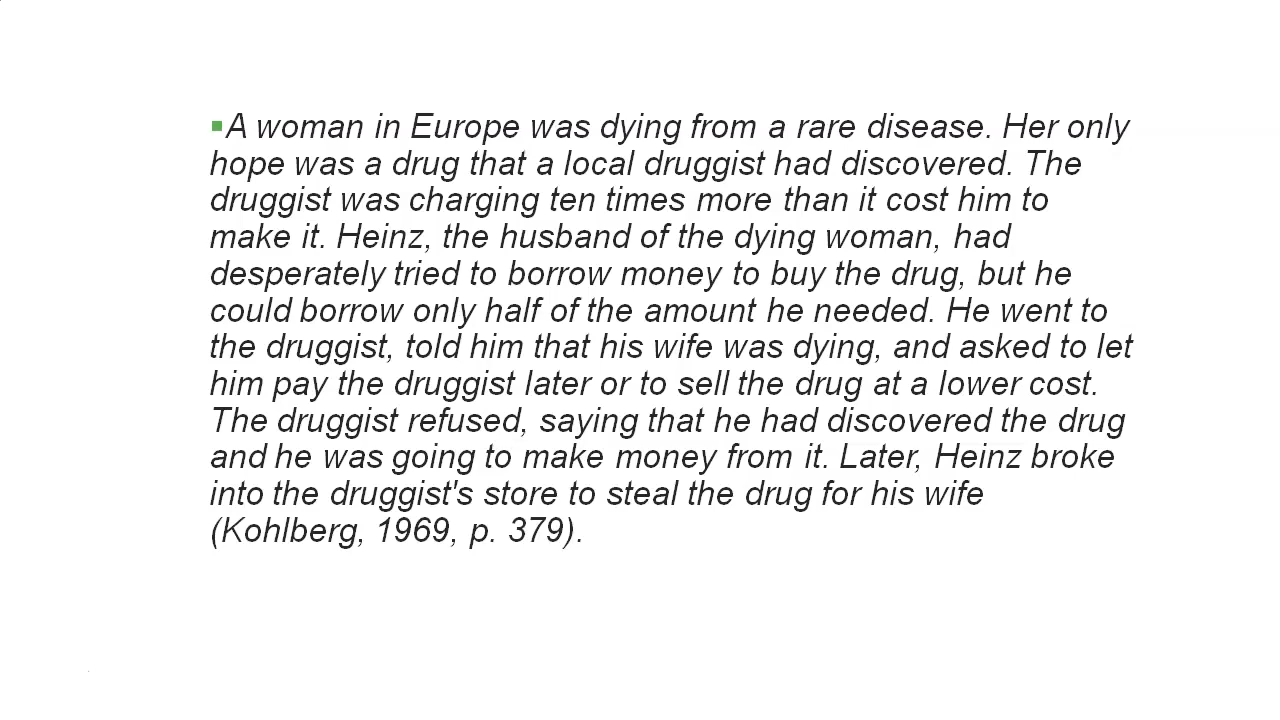 ▪A woman in Europe was dying from a rare disease. Her only
hope was a drug that a local druggist had discovered. The
druggist was charging ten times more than it cost him to
make it. Heinz, the husband of the dying woman, had
desperately tried to borrow money to buy the drug, but he
could borrow only half of the amount he needed. He went to
the druggist, told him that his wife was dying, and asked to let
him pay the druggist later or to sell the drug at a lower cost.
The druggist refused, saying that he had discovered the drug
and he was going to make money from it. Later, Heinz broke
into the druggist's store to steal the drug for his wife
(Kohlberg, 1969, p. 379).